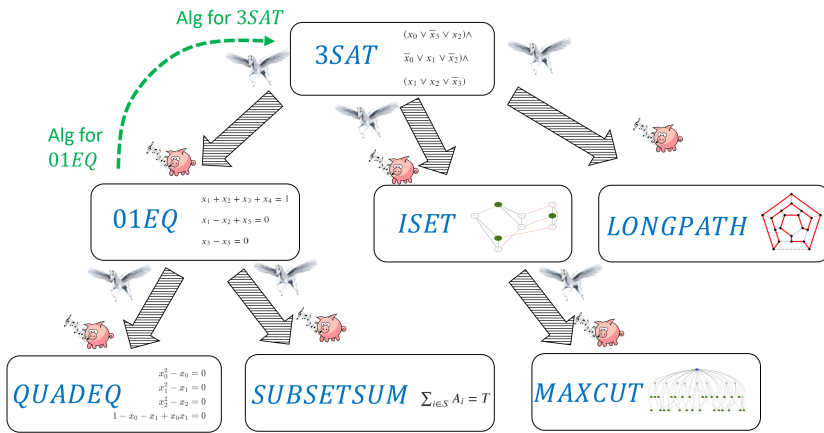 Alg for 3SAT
3SAT
(x₀ ∨ x̄₃ ∨ x₂)∧
x̄₀ ∨ x₁ ∨ x̄₂)∧
(x₁ ∨ x₂ ∨ x̄₃)
Alg for
01EQ
01EQ
x₁ + x₂ + x₃ + x₄ = 1
x₁ − x₂ + x₅ = 0
x₃ − x₅ = 0
ISET
LONGPATH
QUADEQ
x₀² − x₀ = 0
x₁² − x₁ = 0
x₂² − x₂ = 0
1 − x₀ − x₁ + x₀x₁ = 0
SUBSETSUM
∑ᵢ∈S Aᵢ = T
MAXCUT